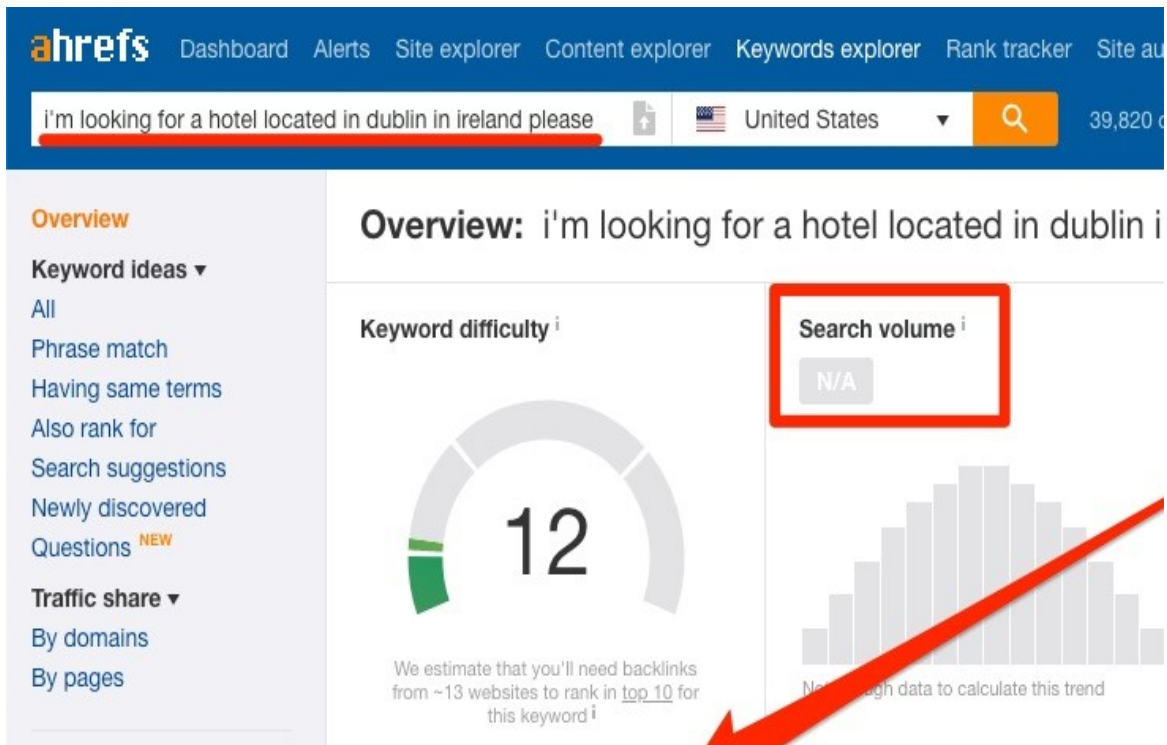 ahrefs Dashboard Alerts Site explorer Content explorer Keywords explorer Rank tracker Site au
i'm looking for a hotel located in dublin in ireland please United States 39,820
Overview
Keyword ideas
All
Phrase match
Having same terms
Also rank for
Search suggestions
Newly discovered
Questions NEW
Traffic share
By domains
By pages
Overview: i'm looking for a hotel located in dublin i
Keyword difficulty i
12
We estimate that you'll need backlinks
from ~13 websites to rank in top 10 for
this keyword i
Search volume i
N/A
data to calculate this trend